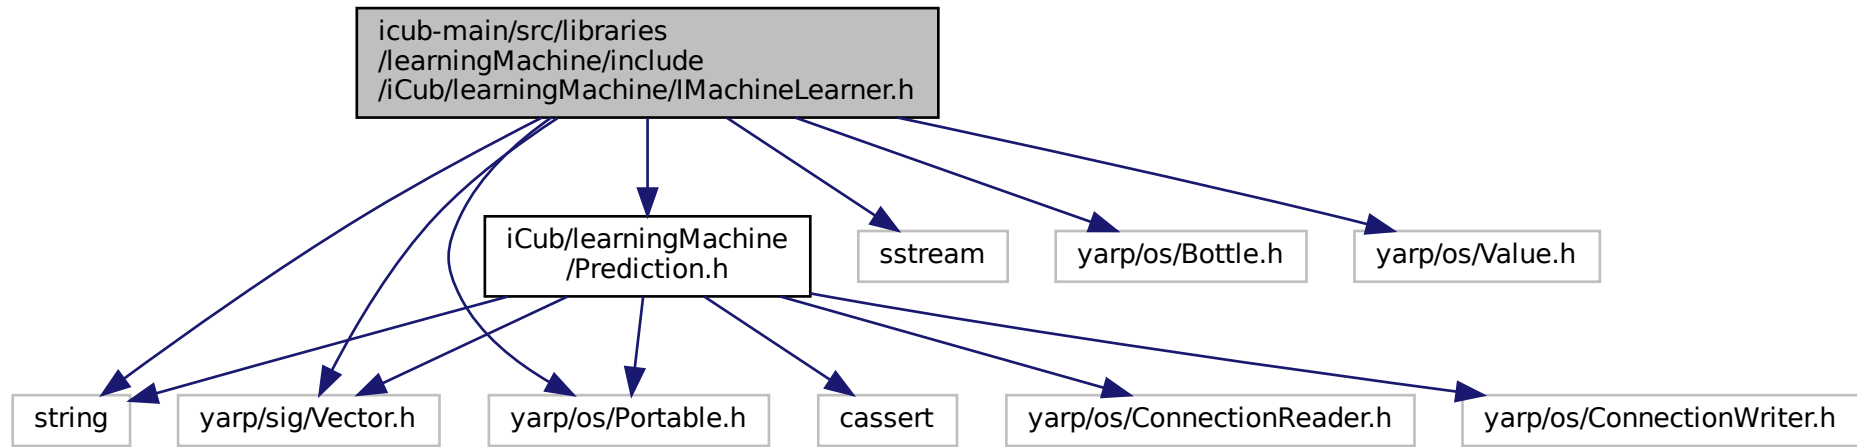 icub-main/src/libraries
/learningMachine/include
/iCub/learningMachine/IMachineLearner.h
iCub/learningMachine
/Prediction.h
sstream
yarp/os/Bottle.h
yarp/os/Value.h
string
yarp/sig/Vector.h
yarp/os/Portable.h
cassert
yarp/os/ConnectionReader.h
yarp/os/ConnectionWriter.h